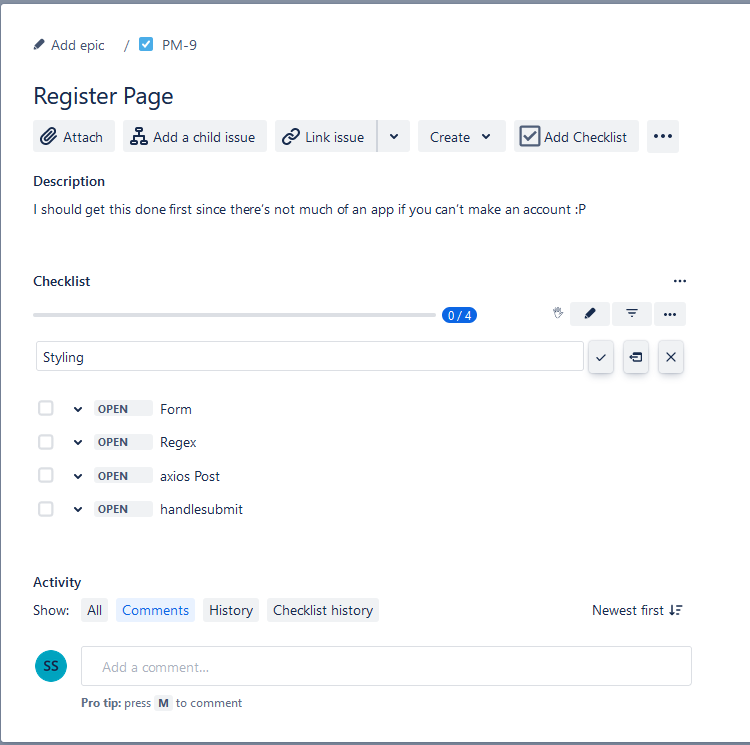 Add epic / PM-9
Register Page
Attach Add a child issue Link issue Create Add Checklist
Description
I should get this done first since there's not much of an app if you can't make an account :P
Checklist
0 / 4
Styling
OPEN Form
OPEN Regex
OPEN axios Post
OPEN handlesubmit
Activity
Show: All Comments History Checklist history Newest first
SS Add a comment...
Pro tip: press M to comment